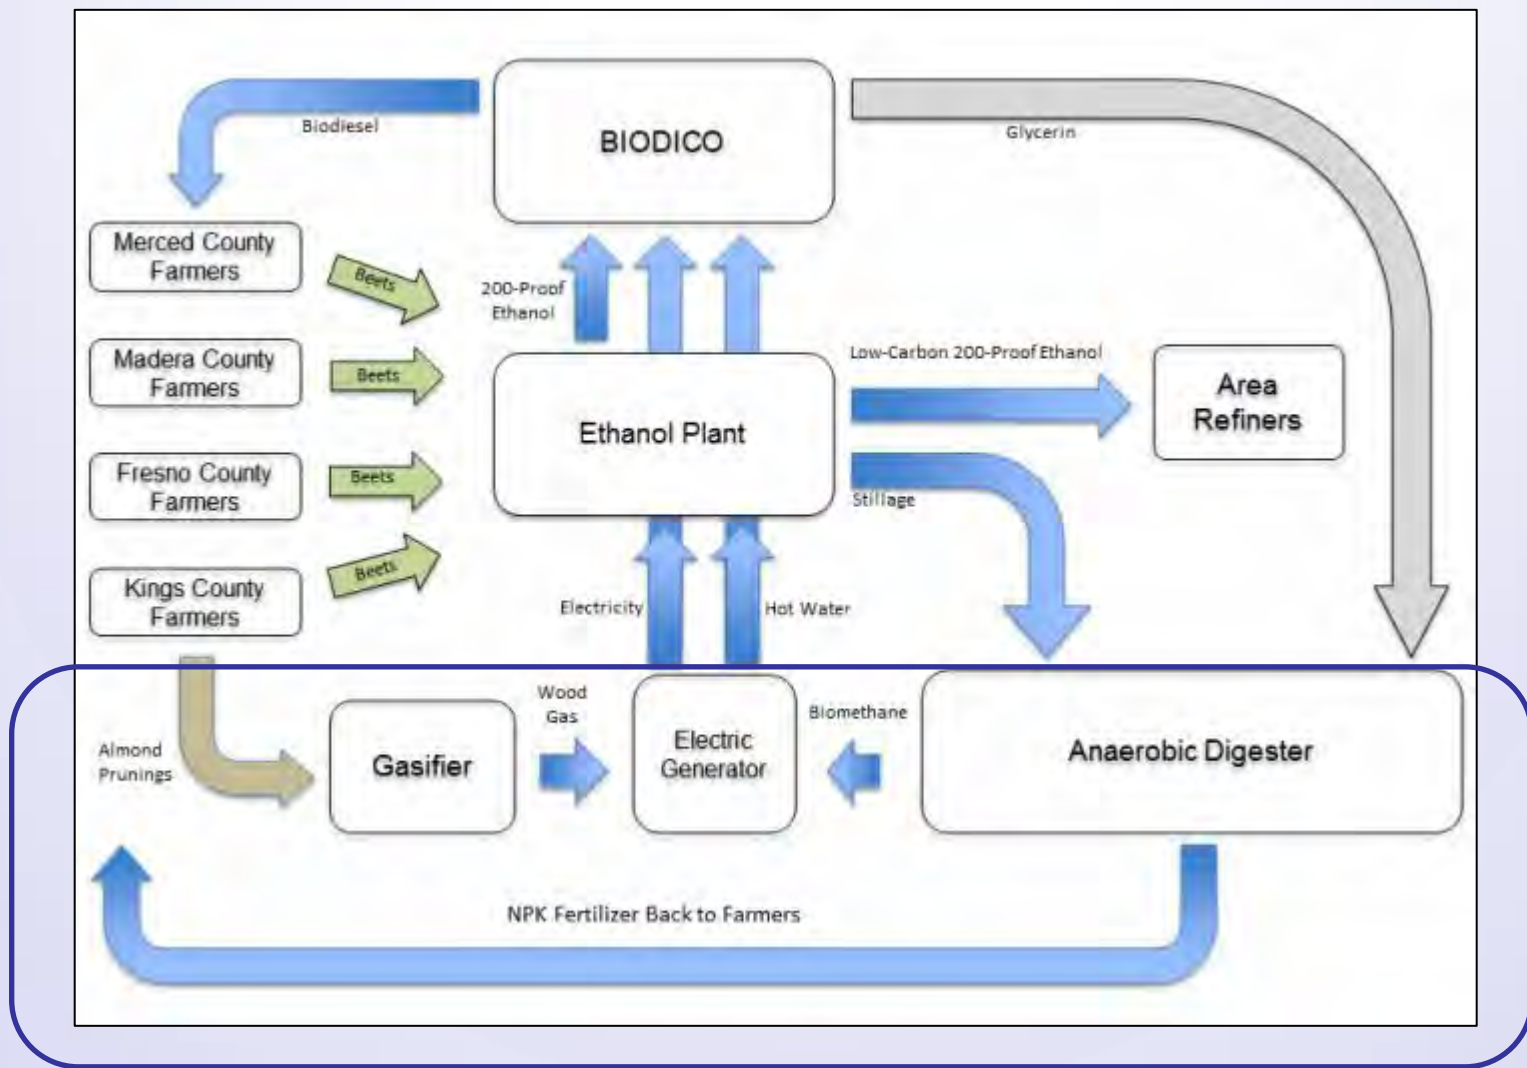 BIODICO
Biodiesel
Glycerin
Merced County
Farmers
Beets
200-Proof
Ethanol
Madera County
Farmers
Beets
Ethanol Plant
Low-Carbon 200-Proof Ethanol
Area
Refiners
Fresno County
Farmers
Beets
Stillage
Kings County
Farmers
Beets
Electricity
Hot Water
Almond
Prunings
Gasifier
Wood
Gas
Electric
Generator
Biomethane
Anaerobic Digester
NPK Fertilizer Back to Farmers